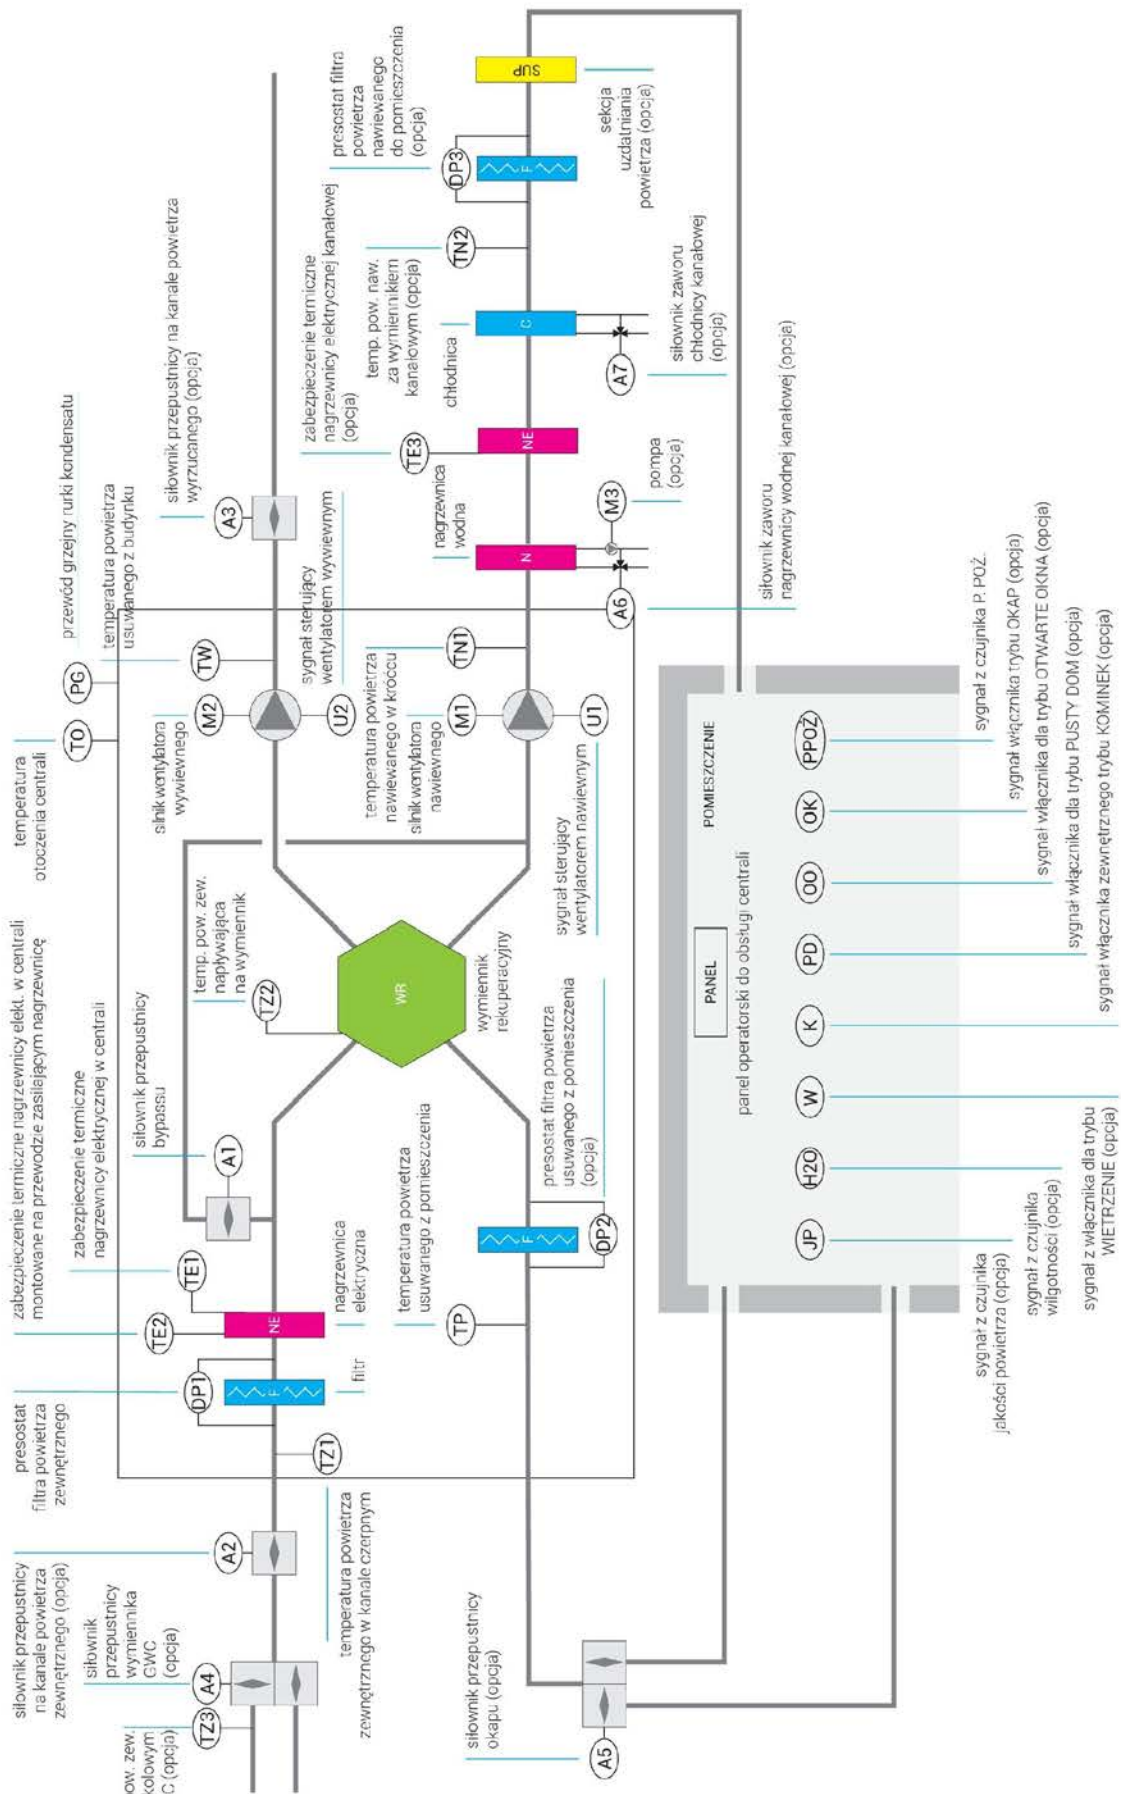 siłownik przepustnicy
na kanale powietrza
zewnętrznego (opcja)
presostat
filtra powietrza
zewnętrznego
zabezpieczenie termiczne nagrzewnicy elekt. w centrali
montowane na przewodzie zasilającym nagrzewnicę
zabezpieczenie termiczne
nagrzewnicy elektrycznej w centrali
siłownik przepustnicy
bypassu
temperatura
otoczenia centrali
przewód grzejny rurki kondensatu
temperatura powietrza
usuwanego z budynku
siłownik przepustnicy na kanale powietrza
wyrzucanego (opcja)
siłownik
przepustnicy
wymiennika
GWC
(opcja)
ow. zew.
kolowym
C (opcja)
TZ3
A4
A2
DP1
TE2
TE1
A1
TO
PG
TW
A3
F
NE
TZ1
filtr
nagrzewnica
elektryczna
temperatura powietrza
zewnętrznego w kanale czerpnym
temp. pow. zew.
napływająca
na wymiennik
TZ2
WR
wymiennik
rekuperacyjny
silnik wentylatora
wywiewnego
M2
U2
sygnał sterujący
wentylatorem wywiewnym
temperatura powietrza
nawiewanego w króćcu
silnik wentylatora
nawiewnego
M1
TN1
U1
sygnał sterujący
wentylatorem nawiewnym
temperatura powietrza
usuwanego z pomieszczenia
TP
F
DP2
presostat filtra powietrza
usuwanego z pomieszczenia
(opcja)
nagrzewnica
wodna
N
A6
M3
pompa
(opcja)
siłownik zaworu
nagrzewnicy wodnej kanałowej (opcja)
zabezpieczenie termiczne
nagrzewnicy elektrycznej kanałowej
(opcja)
TE3
NE
chłodnica
C
A7
siłownik zaworu
chłodnicy kanałowej
(opcja)
temp. pow. naw.
za wymiennikiem
kanałowym (opcja)
TN2
presostat filtra
powietrza
nawiewanego
do pomieszczenia
(opcja)
DP3
F
SUP
sekcja
uzdatniania
powietrza (opcja)
siłownik przepustnicy
okapu (opcja)
A5
PANEL
POMIESZCZENIE
panel operatorski do obsługi centrali
JP
H2O
W
K
PD
OO
OK
PPOŻ
sygnał z czujnika
jakości powietrza (opcja)
sygnał z czujnika
wilgotności (opcja)
sygnał z włącznika dla trybu
WIETRZENIE (opcja)
sygnał włącznika zewnętrznego trybu KOMINEK (opcja)
sygnał włącznika dla trybu PUSTY DOM (opcja)
sygnał włącznika dla trybu OTWARTE OKNA (opcja)
sygnał włącznika trybu OKAP (opcja)
sygnał z czujnika P. POŻ.